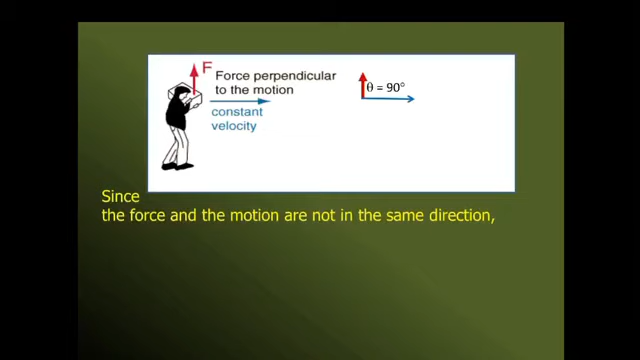 F
Force perpendicular
to the motion
θ = 90°
constant
velocity
Since
the force and the motion are not in the same direction,